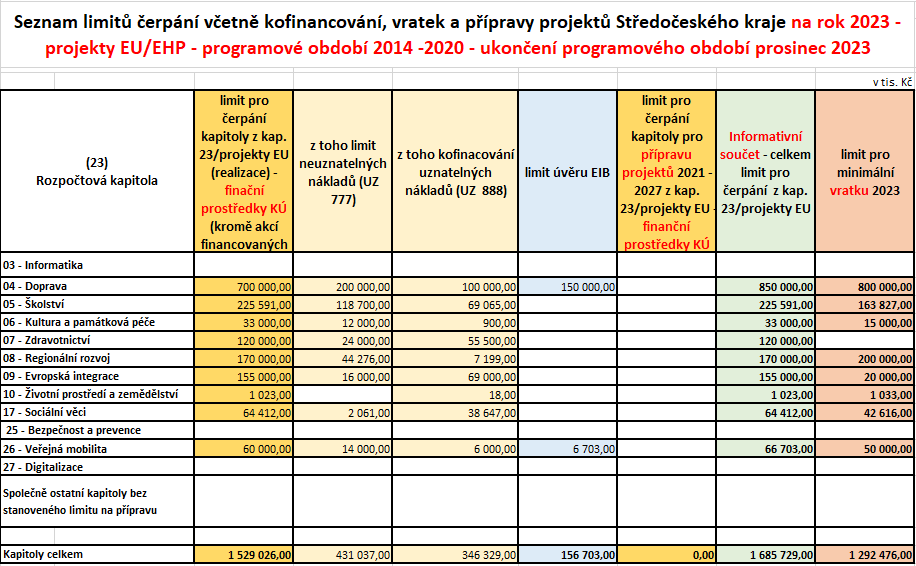 Seznam limitů čerpání včetně kofinancování, vratek a přípravy projektů Středočeského kraje na rok 2023 -
projekty EU/EHP - programové období 2014 -2020 - ukončení programového období prosinec 2023
v tis. Kč
(23)
Rozpočtová kapitola
limit pro
čerpání
kapitoly z kap.
23/projekty EU
(realizace) -
finační
prostředky KÚ
(kromě akcí
financovaných
z toho limit
neuznatelných
nákladů (UZ
777)
z toho kofinacování
uznatelných
nákladů (UZ 888)
limit úvěru EIB
limit pro
čerpání
kapitoly pro
přípravu
projektů 2021 -
2027 z kap.
23/projekty EU -
finanční
prostředky KÚ
Informativní
součet - celkem
limit pro
čerpání z kap.
23/projekty EU
limit pro
minimální
vratku 2023
03 - Informatika
04 - Doprava 700 000,00 200 000,00 100 000,00 150 000,00 850 000,00 800 000,00
05 - Školství 225 591,00 118 700,00 69 065,00 225 591,00 163 827,00
06 - Kultura a památková péče 33 000,00 12 000,00 900,00 33 000,00 15 000,00
07 - Zdravotnictví 120 000,00 24 000,00 55 500,00 120 000,00
08 - Regionální rozvoj 170 000,00 44 276,00 7 199,00 170 000,00 200 000,00
09 - Evropská integrace 155 000,00 16 000,00 69 000,00 155 000,00 20 000,00
10 - Životní prostředí a zemědělství 1 023,00 18,00 1 023,00 1 033,00
17 - Sociální věci 64 412,00 2 061,00 38 647,00 64 412,00 42 616,00
25 - Bezpečnost a prevence
26 - Veřejná mobilita 60 000,00 14 000,00 6 000,00 6 703,00 66 703,00 50 000,00
27 - Digitalizace
Společně ostatní kapitoly bez
stanoveného limitu na přípravu
Kapitoly celkem 1 529 026,00 431 037,00 346 329,00 156 703,00 0,00 1 685 729,00 1 292 476,00